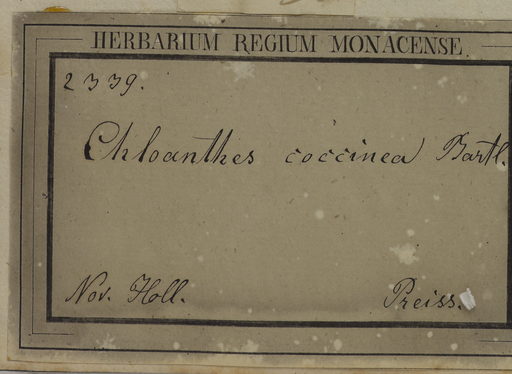 HERBARIUM REGIUM MONACENSE.
2339.
Chloanthes coccinea Bartl.
Nov. Holl. Preiss.